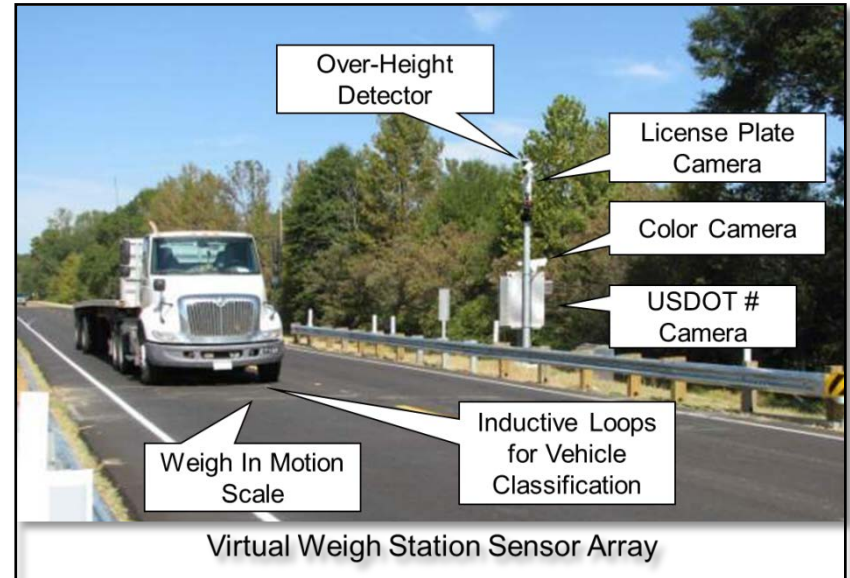 Over-Height
Detector
License Plate
Camera
Color Camera
USDOT #
Camera
Inductive Loops
for Vehicle
Classification
Weigh In Motion
Scale
Virtual Weigh Station Sensor Array